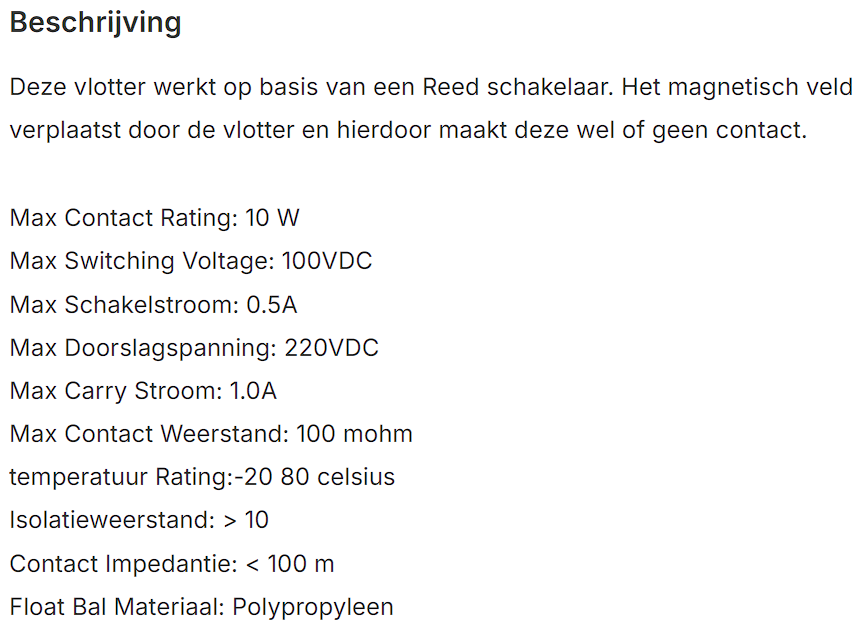 Beschrijving
Deze vlotter werkt op basis van een Reed schakelaar. Het magnetisch veld
verplaatst door de vlotter en hierdoor maakt deze wel of geen contact.
Max Contact Rating: 10 W
Max Switching Voltage: 100VDC
Max Schakelstroom: 0.5A
Max Doorslagspanning: 220VDC
Max Carry Stroom: 1.0A
Max Contact Weerstand: 100 mohm
temperatuur Rating:-20 80 celsius
Isolatieweerstand: > 10
Contact Impedantie: < 100 m
Float Bal Materiaal: Polypropyleen